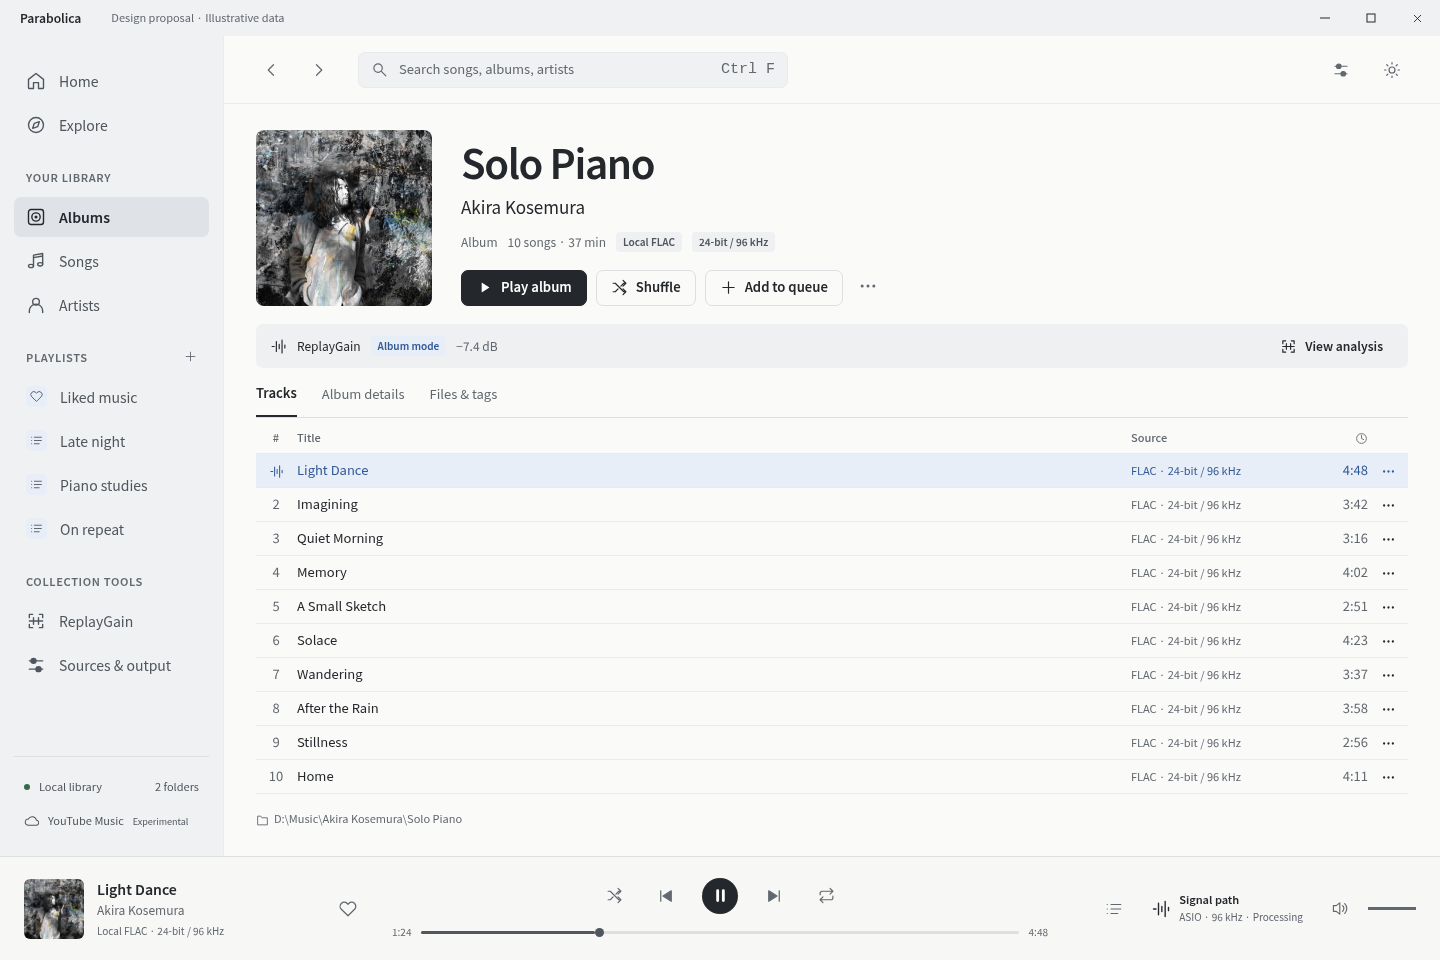 Parabolica
Design proposal · Illustrative data
Home
Explore
YOUR LIBRARY
Albums
Songs
Artists
PLAYLISTS
Liked music
Late night
Piano studies
On repeat
COLLECTION TOOLS
ReplayGain
Sources & output
Local library 2 folders
YouTube Music Experimental
Search songs, albums, artists Ctrl F
Solo Piano
Akira Kosemura
Album 10 songs · 37 min Local FLAC 24-bit / 96 kHz
Play album Shuffle Add to queue
ReplayGain Album mode −7.4 dB View analysis
Tracks Album details Files & tags
# Title Source
Light Dance FLAC · 24-bit / 96 kHz 4:48
2 Imagining FLAC · 24-bit / 96 kHz 3:42
3 Quiet Morning FLAC · 24-bit / 96 kHz 3:16
4 Memory FLAC · 24-bit / 96 kHz 4:02
5 A Small Sketch FLAC · 24-bit / 96 kHz 2:51
6 Solace FLAC · 24-bit / 96 kHz 4:23
7 Wandering FLAC · 24-bit / 96 kHz 3:37
8 After the Rain FLAC · 24-bit / 96 kHz 3:58
9 Stillness FLAC · 24-bit / 96 kHz 2:56
10 Home FLAC · 24-bit / 96 kHz 4:11
D:\Music\Akira Kosemura\Solo Piano
Light Dance
Akira Kosemura
Local FLAC · 24-bit / 96 kHz
1:24 4:48
Signal path
ASIO · 96 kHz · Processing